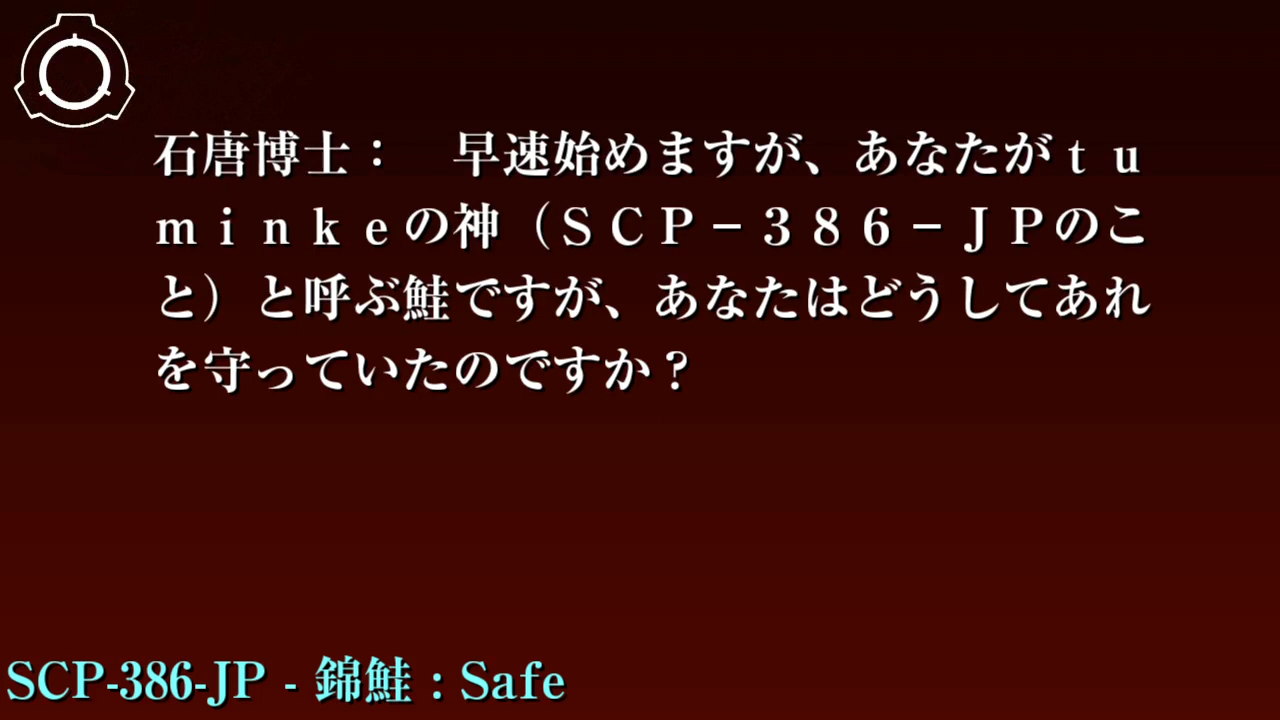 石唐博士：　早速始めますが、あなたがｔｕ
ｍｉｎｋｅの神（ＳＣＰ－３８６－ＪＰのこ
と）と呼ぶ鮭ですが、あなたはどうしてあれ
を守っていたのですか？
SCP-386-JP - 錦鮭 : Safe